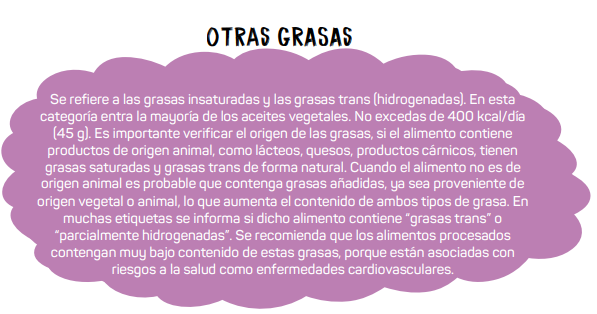 OTRAS GRASAS
Se refiere a las grasas insaturadas y las grasas trans (hidrogenadas). En esta
categoría entra la mayoría de los aceites vegetales. No excedas de 400 kcal/día
(45 g). Es importante verificar el origen de las grasas, si el alimento contiene
productos de origen animal, como lácteos, quesos, productos cárnicos, tienen
grasas saturadas y grasas trans de forma natural. Cuando el alimento no es de
origen animal es probable que contenga grasas añadidas, ya sea proveniente de
origen vegetal o animal, lo que aumenta el contenido de ambos tipos de grasa. En
muchas etiquetas se informa si dicho alimento contiene “grasas trans” o
“parcialmente hidrogenadas”. Se recomienda que los alimentos procesados
contengan muy bajo contenido de estas grasas, porque están asociadas con
riesgos a la salud como enfermedades cardiovasculares.